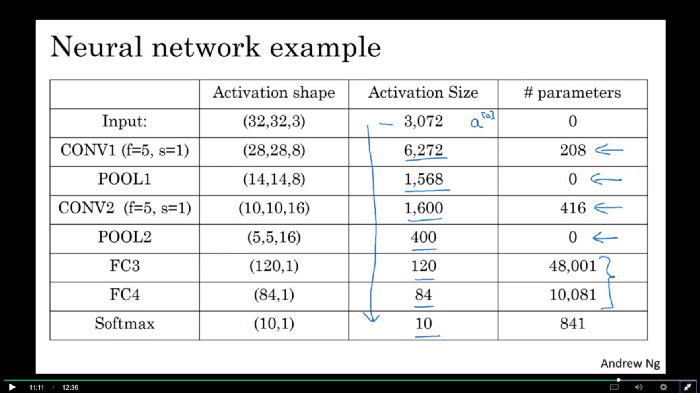 Neural network example
Activation shape Activation Size # parameters
Input: (32,32,3) 3,072 a[0] 0
CONV1 (f=5, s=1) (28,28,8) 6,272 208
POOL1 (14,14,8) 1,568 0
CONV2 (f=5, s=1) (10,10,16) 1,600 416
POOL2 (5,5,16) 400 0
FC3 (120,1) 120 48,001
FC4 (84,1) 84 10,081
Softmax (10,1) 10 841
Andrew Ng
11:11 / 12:36